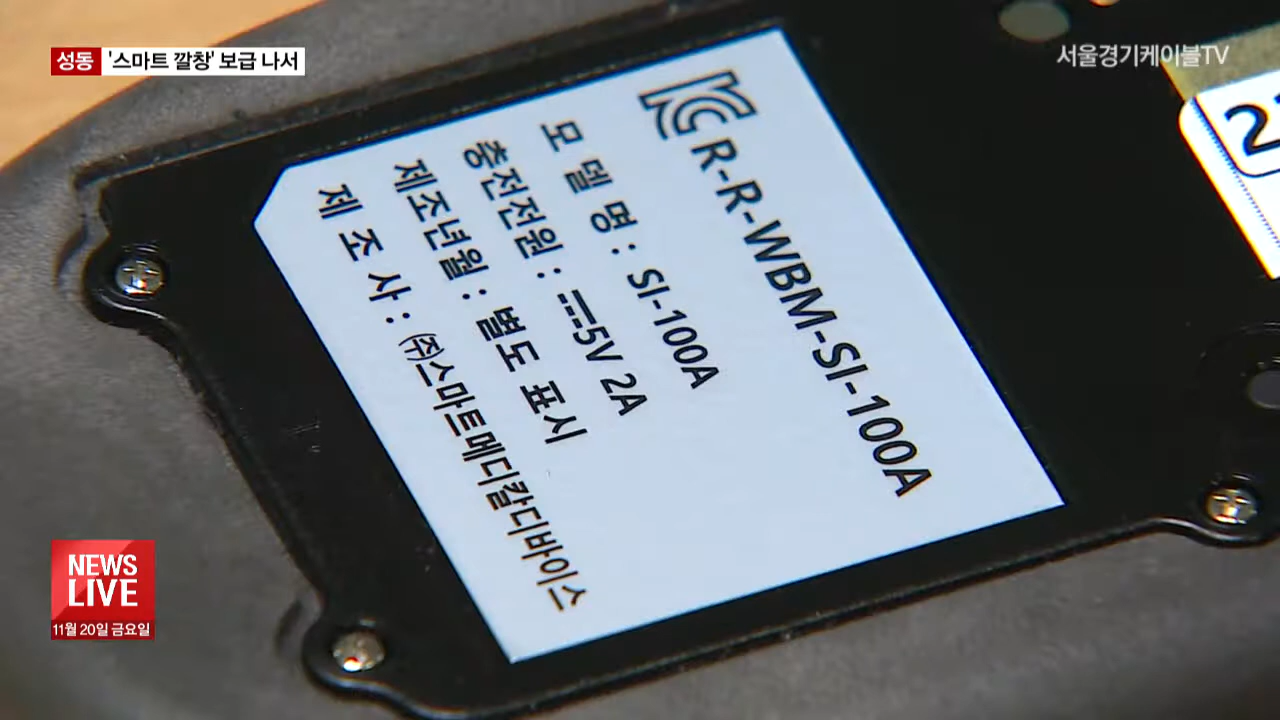 성동 '스마트 깔창' 보급 나서
서울경기케이블TV
R-R-WBM-SI-100A
모 델 명 : SI-100A
충전전원 : 5V 2A
제조년월 : 별도 표시
제 조 사 : ㈜스마트메디칼디바이스
NEWS
LIVE
11월 20일 금요일